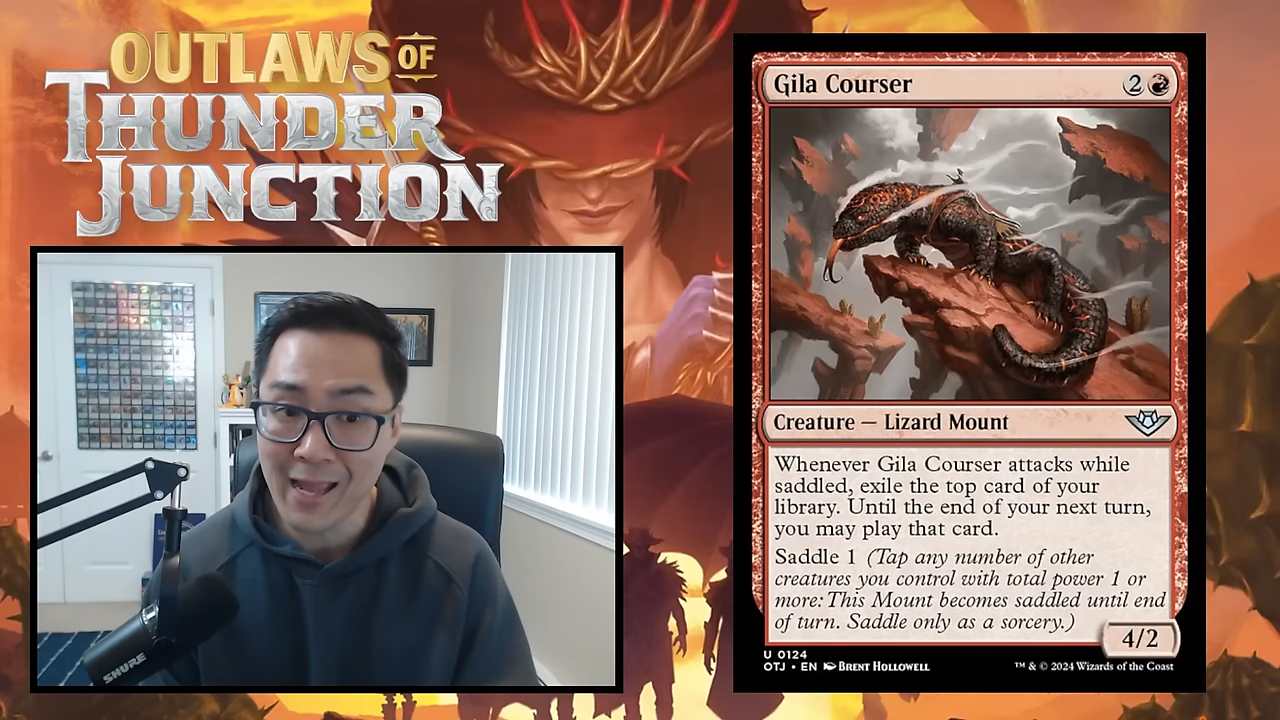 OUTLAWS OF
THUNDER
JUNCTION
Gila Courser
2
Creature — Lizard Mount
Whenever Gila Courser attacks while
saddled, exile the top card of your
library. Until the end of your next turn,
you may play that card.
Saddle 1 (Tap any number of other
creatures you control with total power 1 or
more: This Mount becomes saddled until end
of turn. Saddle only as a sorcery.)
4/2
U 0124
OTJ • EN Brent Hollowell
™ & © 2024 Wizards of the Coast
SHURE